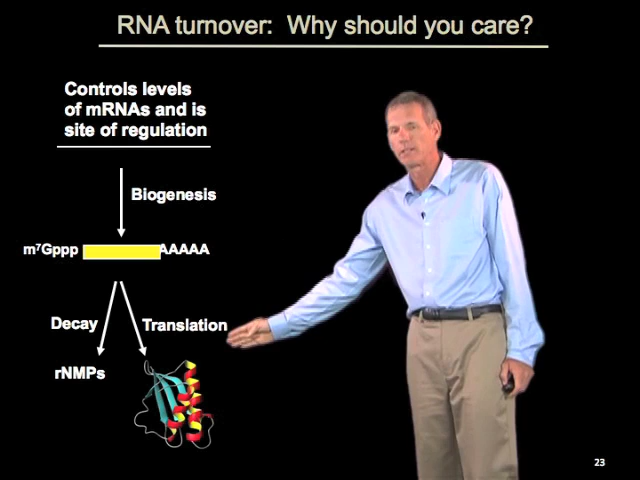 RNA turnover: Why should you care?
Controls levels
of mRNAs and is
site of regulation
Biogenesis
m⁷Gppp AAAAA
Decay Translation
rNMPs
23